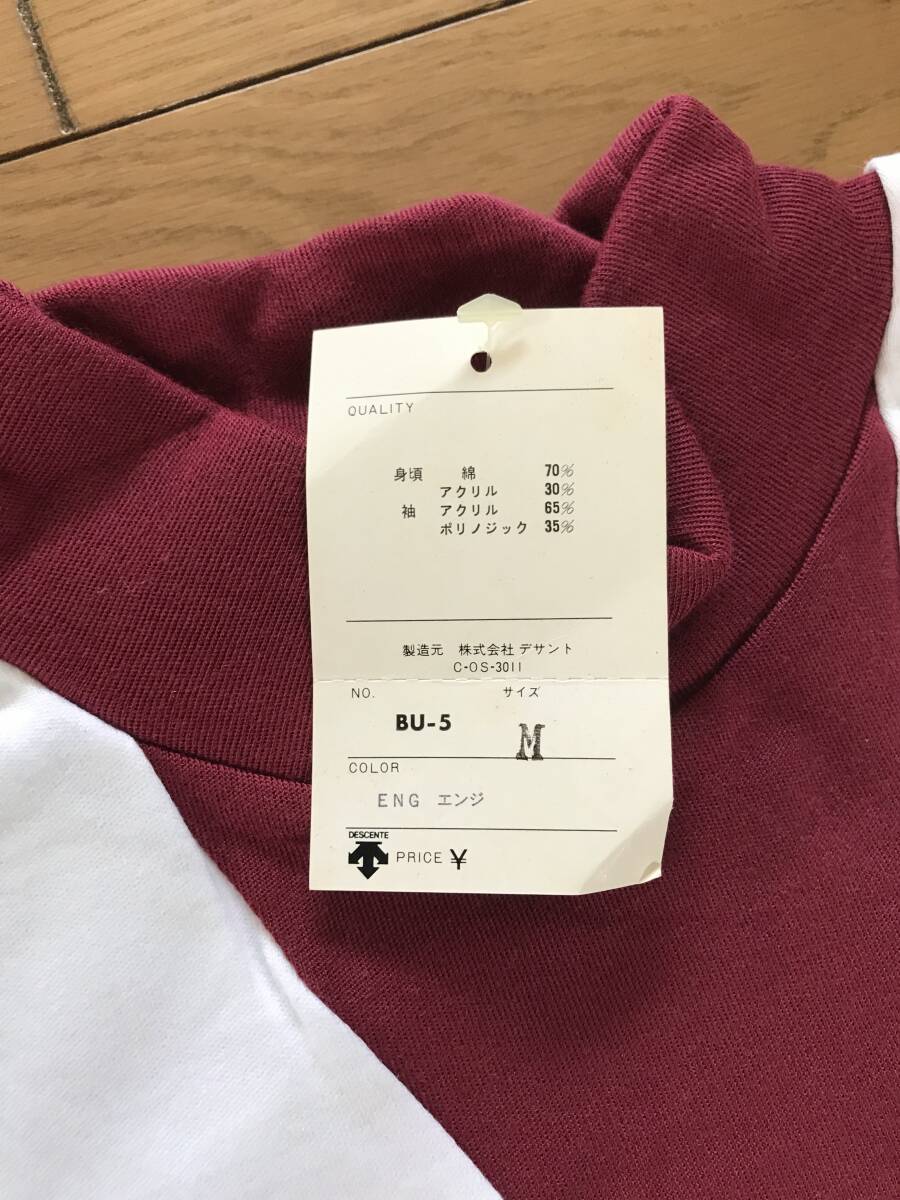 QUALITY
身頃 綿 70%
アクリル 30%
袖 アクリル 65%
ポリノジック 35%
製造元 株式会社 デサント
C-OS-3011
NO. サイズ
BU-5 M
COLOR
ENG エンジ
DESCENTE
PRICE ¥